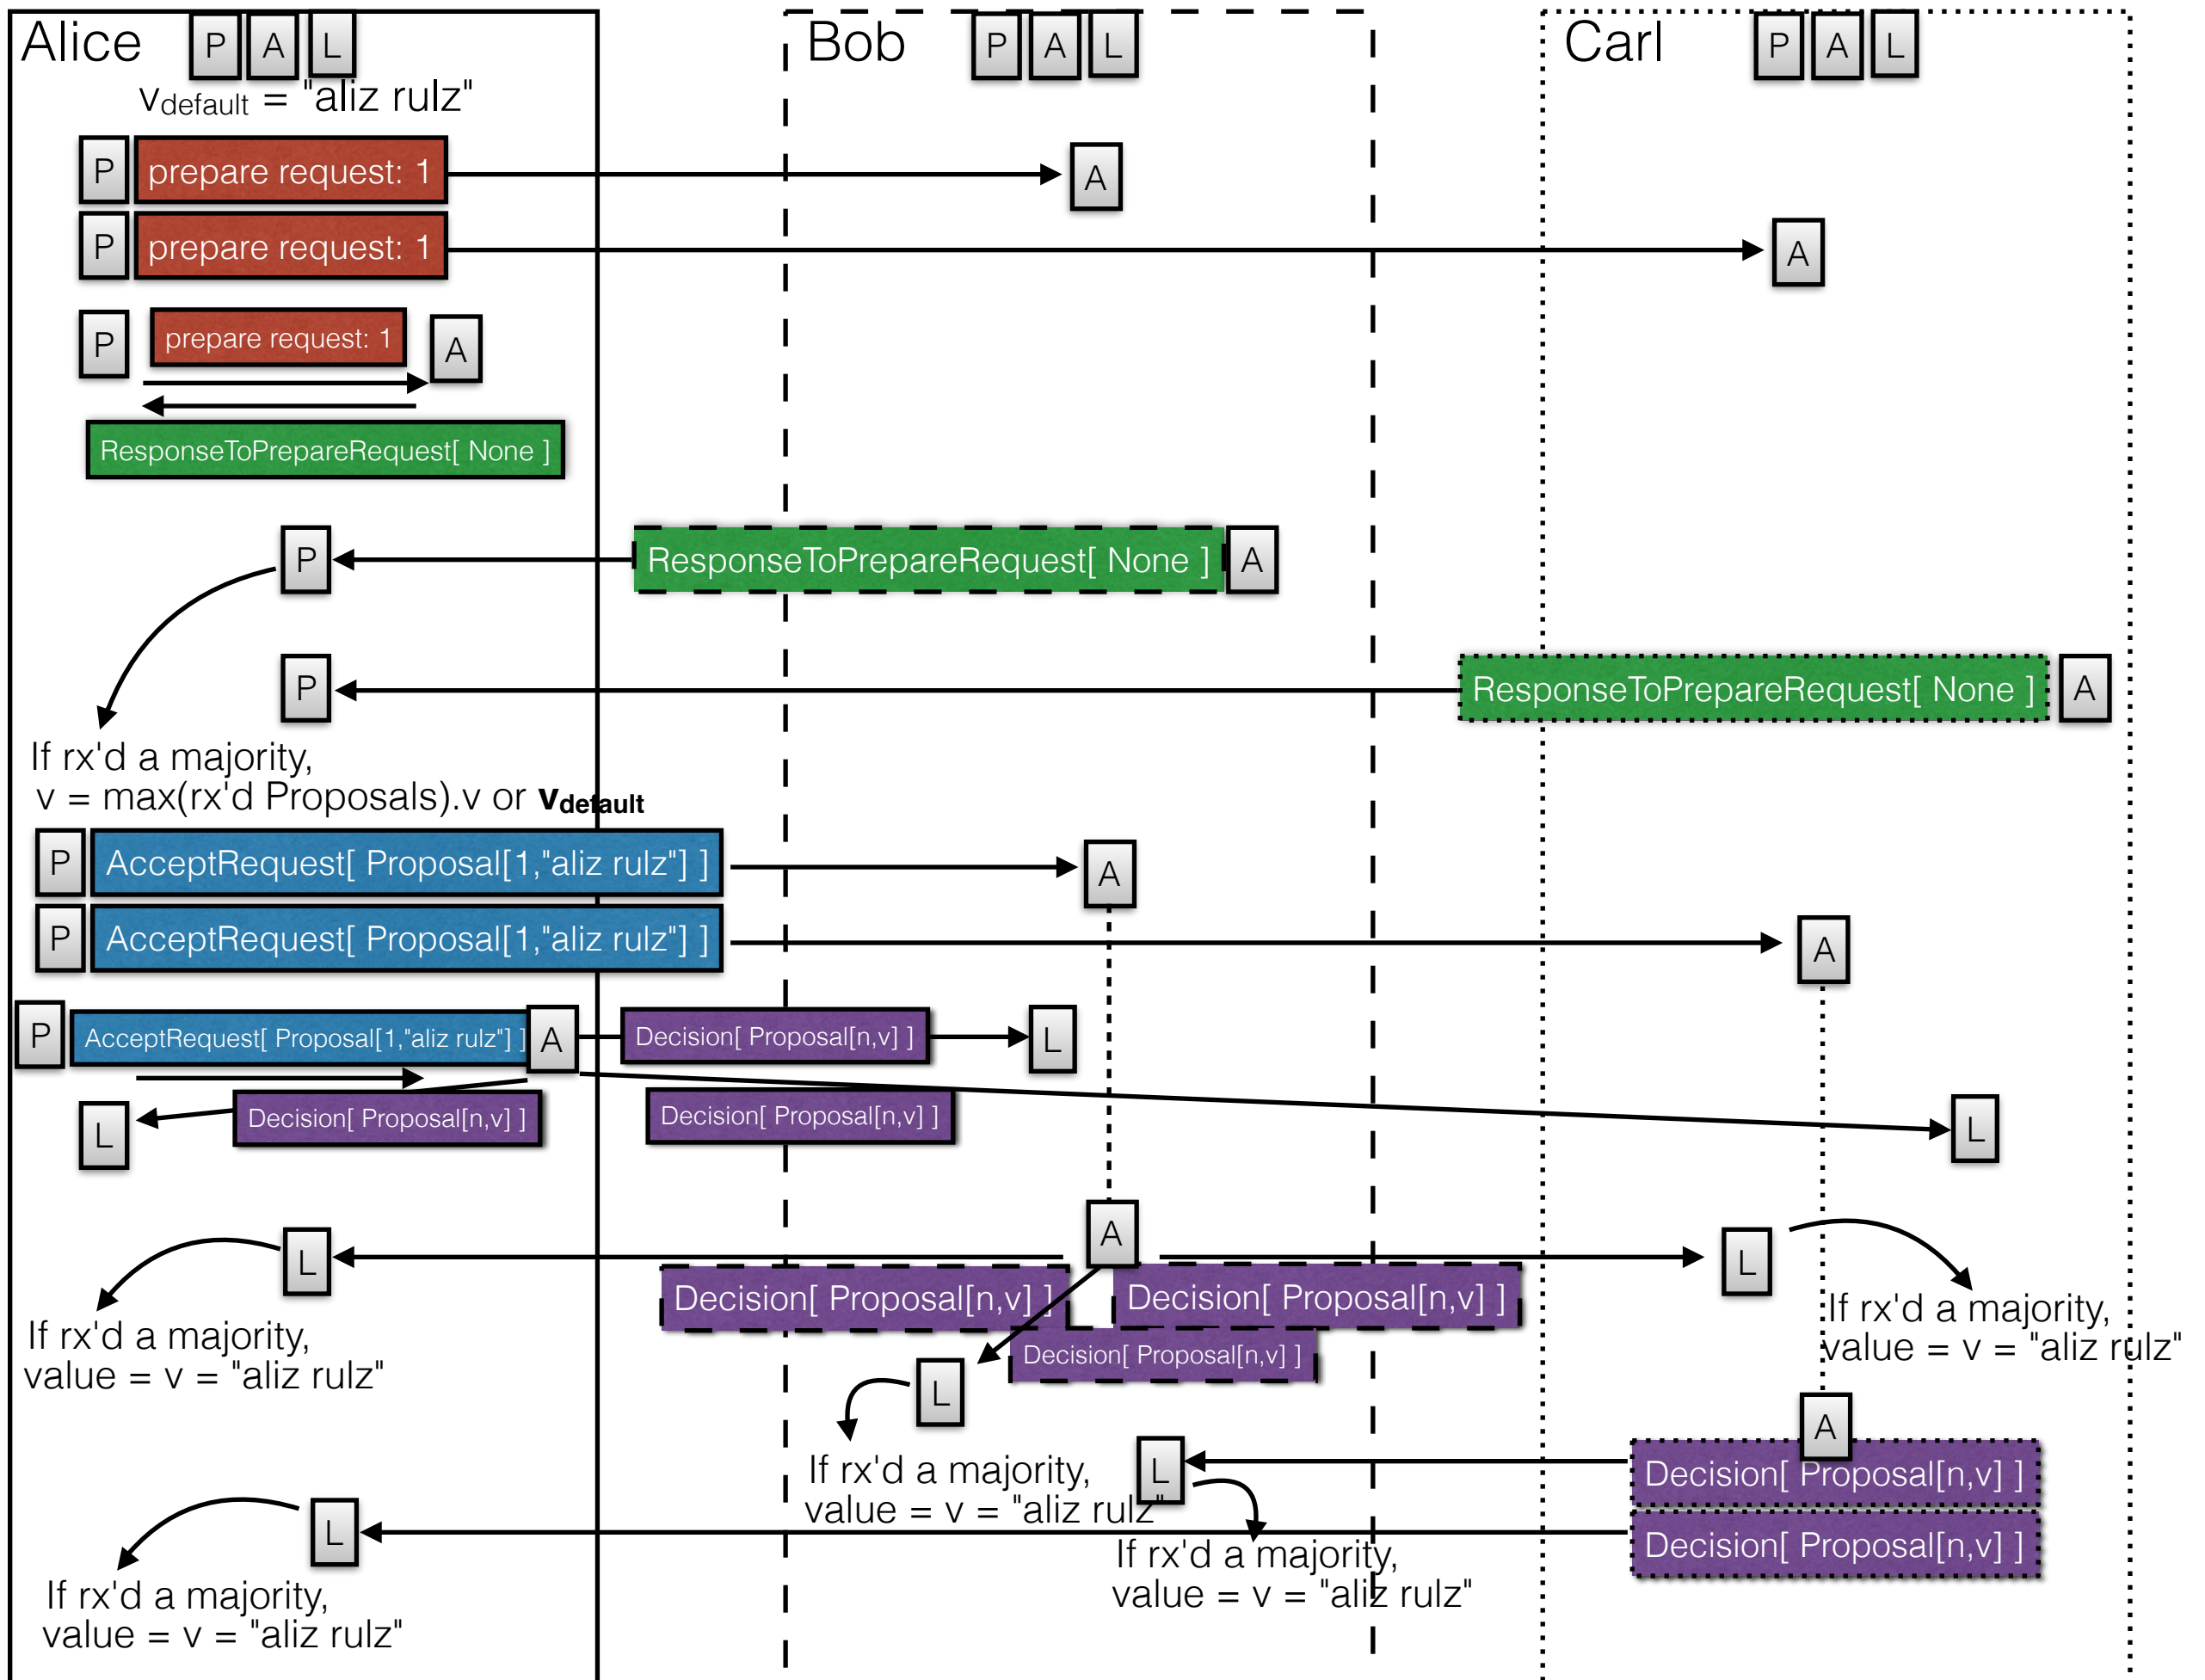 Alice P A L
Bob P A L
Carl P A L
vdefault = "aliz rulz"
P prepare request: 1 A
P prepare request: 1 A
P prepare request: 1 A
ResponseToPrepareRequest[ None ]
P ResponseToPrepareRequest[ None ] A
P ResponseToPrepareRequest[ None ] A
If rx'd a majority,
v = max(rx'd Proposals).v or vdefault
P AcceptRequest[ Proposal[1,"aliz rulz"] ] A
P AcceptRequest[ Proposal[1,"aliz rulz"] ] A
P AcceptRequest[ Proposal[1,"aliz rulz"] ] A Decision[ Proposal[n,v] ] L
L Decision[ Proposal[n,v] ] Decision[ Proposal[n,v] ] L
L A L
Decision[ Proposal[n,v] ] Decision[ Proposal[n,v] ]
If rx'd a majority,
value = v = "aliz rulz"
If rx'd a majority,
value = v = "aliz rulz"
Decision[ Proposal[n,v] ]
L
If rx'd a majority,
value = v = "aliz rulz"
A
L Decision[ Proposal[n,v] ]
L Decision[ Proposal[n,v] ]
If rx'd a majority,
value = v = "aliz rulz"
If rx'd a majority,
value = v = "aliz rulz"